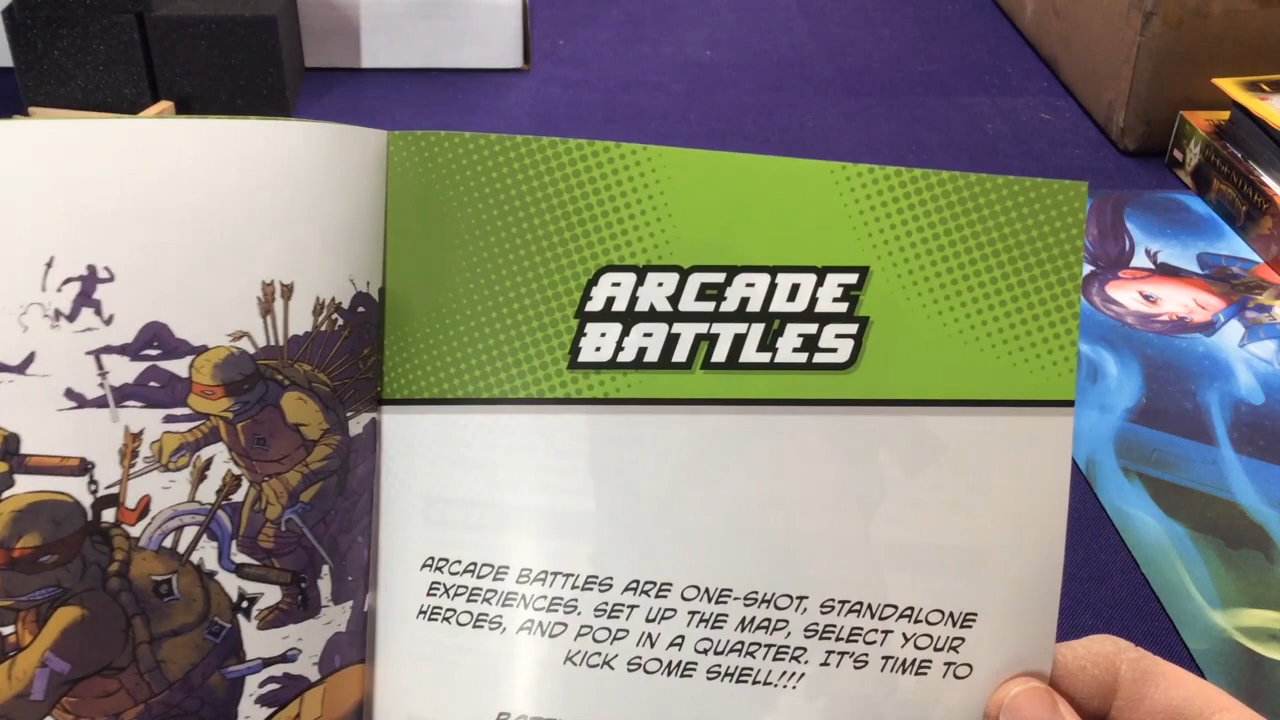 ARCADE
BATTLES
ARCADE BATTLES ARE ONE-SHOT, STANDALONE
EXPERIENCES. SET UP THE MAP, SELECT YOUR
HEROES, AND POP IN A QUARTER. IT'S TIME TO
KICK SOME SHELL!!!
LEGENDARY